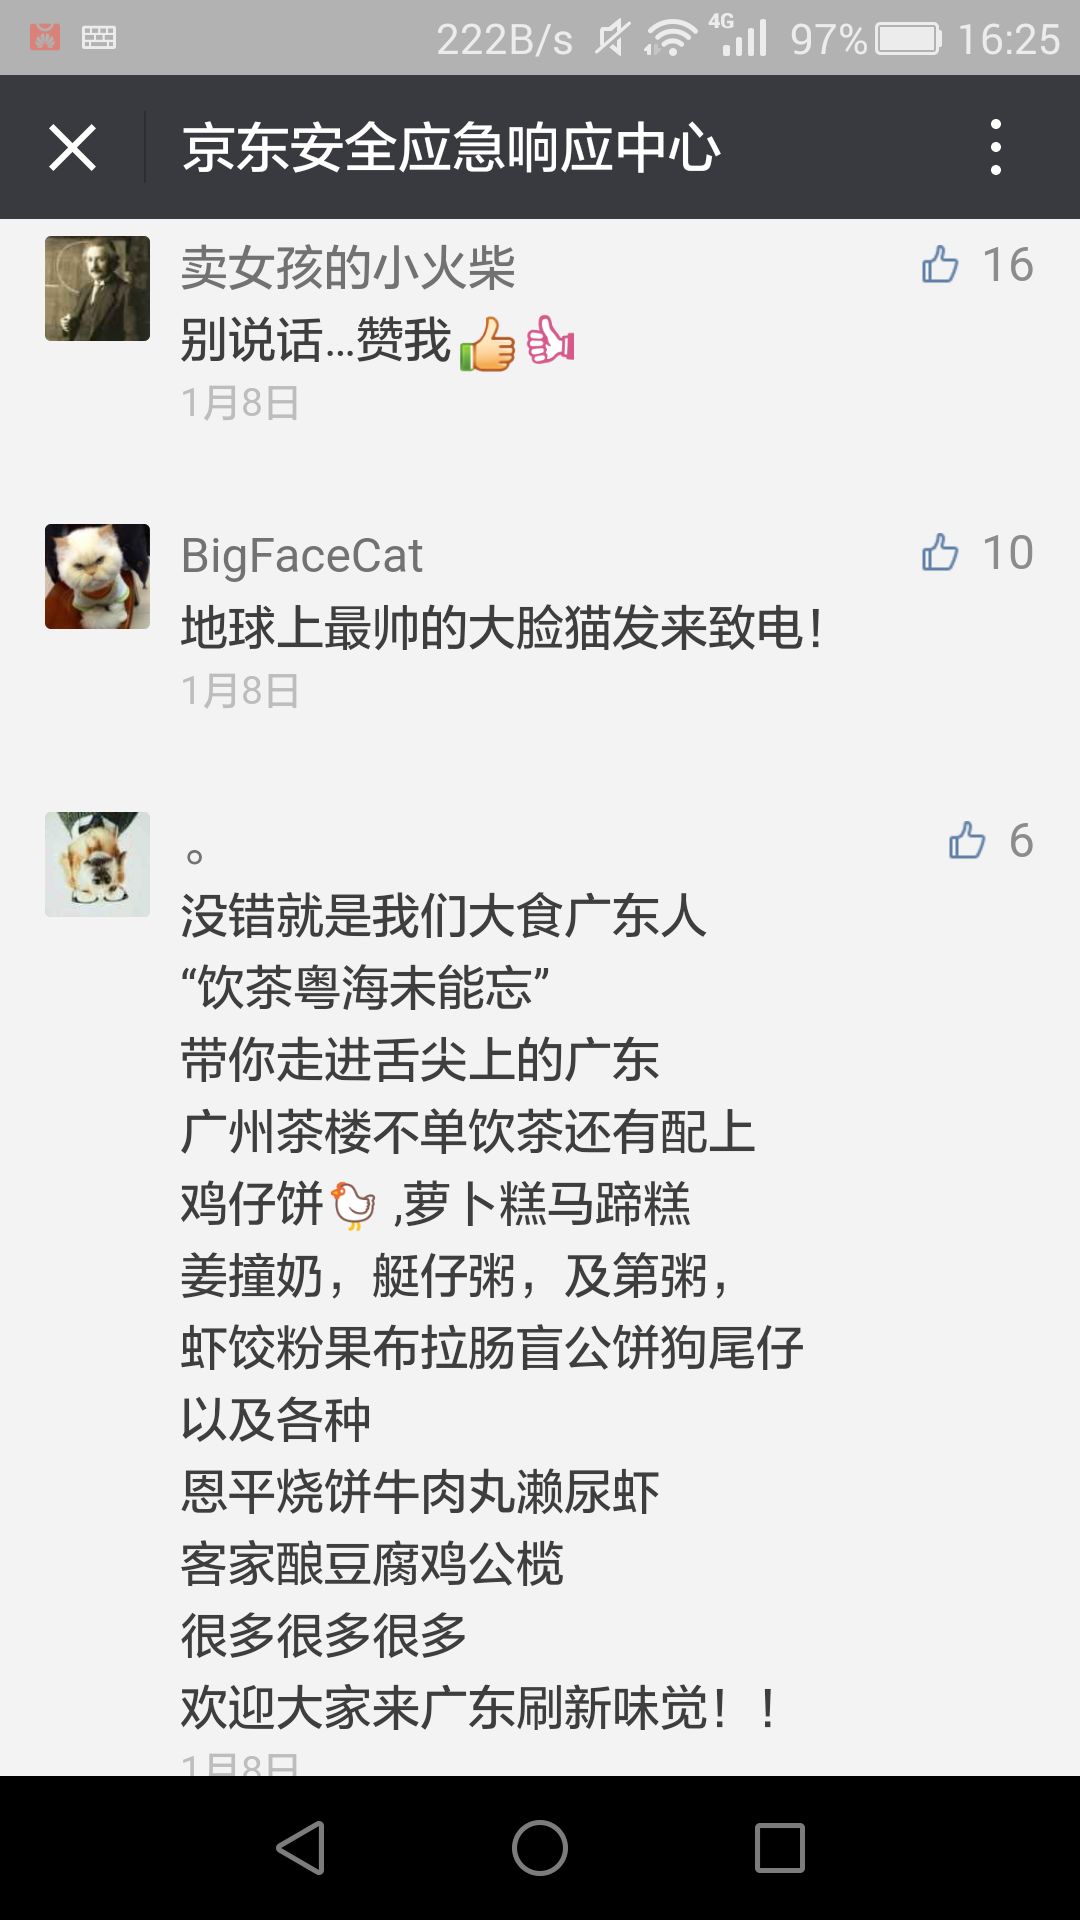 222B/s 4G 97% 16:25
京东安全应急响应中心
卖女孩的小火柴 16
别说话...赞我
1月8日
BigFaceCat 10
地球上最帅的大脸猫发来致电！
1月8日
。 6
没错就是我们大食广东人
“饮茶粤海未能忘”
带你走进舌尖上的广东
广州茶楼不单饮茶还有配上
鸡仔饼 ,萝卜糕马蹄糕
姜撞奶，艇仔粥，及第粥，
虾饺粉果布拉肠盲公饼狗尾仔
以及各种
恩平烧饼牛肉丸濑尿虾
客家酿豆腐鸡公榄
很多很多很多
欢迎大家来广东刷新味觉！！
1月8日